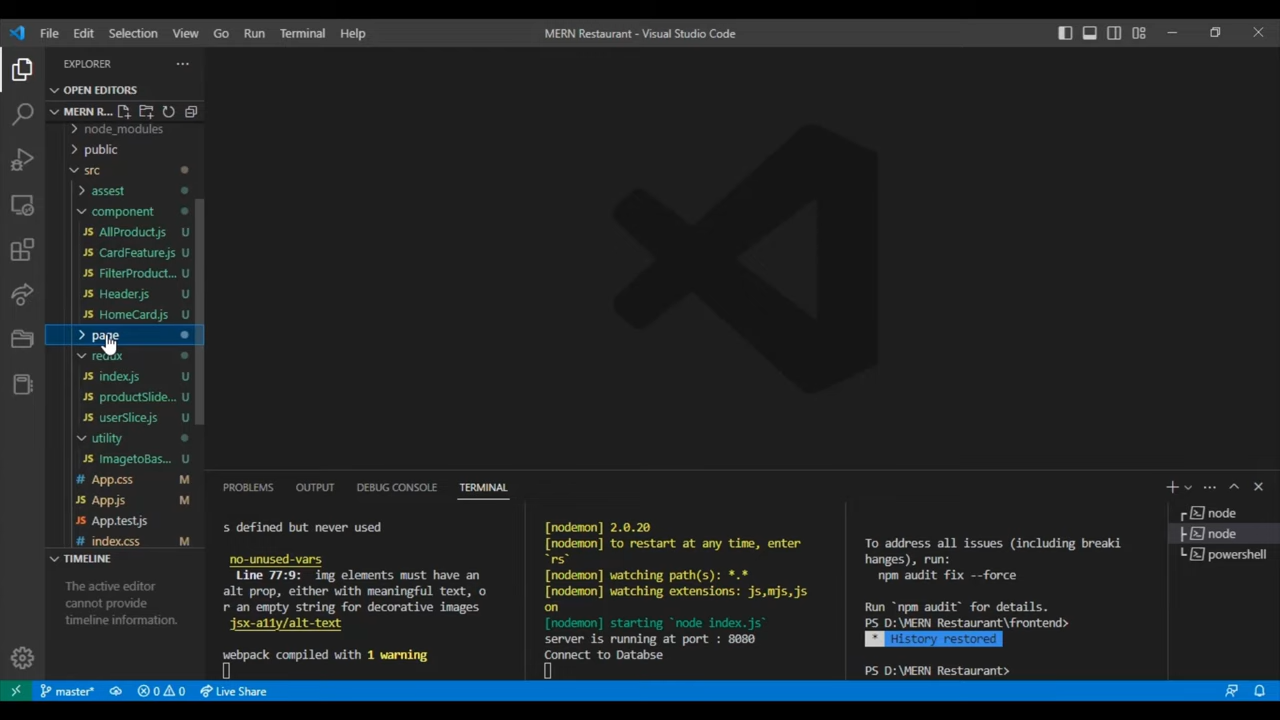 File Edit Selection View Go Run Terminal Help
MERN Restaurant - Visual Studio Code
EXPLORER
OPEN EDITORS
MERN R...
node_modules
public
src
assest
component
AllProduct.js U
CardFeature.js U
FilterProduct... U
Header.js U
HomeCard.js U
page
redux
index.js U
productSlide... U
userSlice.js U
utility
ImagetoBas... U
App.css M
App.js M
App.test.js
index.css M
TIMELINE
The active editor
cannot provide
timeline information.
PROBLEMS OUTPUT DEBUG CONSOLE TERMINAL
s defined but never used
no-unused-vars
Line 77:9: img elements must have an
alt prop, either with meaningful text, o
r an empty string for decorative images
jsx-a11y/alt-text
webpack compiled with 1 warning
[nodemon] 2.0.20
[nodemon] to restart at any time, enter
`rs`
[nodemon] watching path(s): *.*
[nodemon] watching extensions: js,mjs,js
on
[nodemon] starting `node index.js`
server is running at port : 8080
Connect to Databse
To address all issues (including breaki
hanges), run:
npm audit fix --force
Run `npm audit` for details.
PS D:\MERN Restaurant\frontend>
* History restored
PS D:\MERN Restaurant>
node
node
powershell
master* 0 0 Live Share